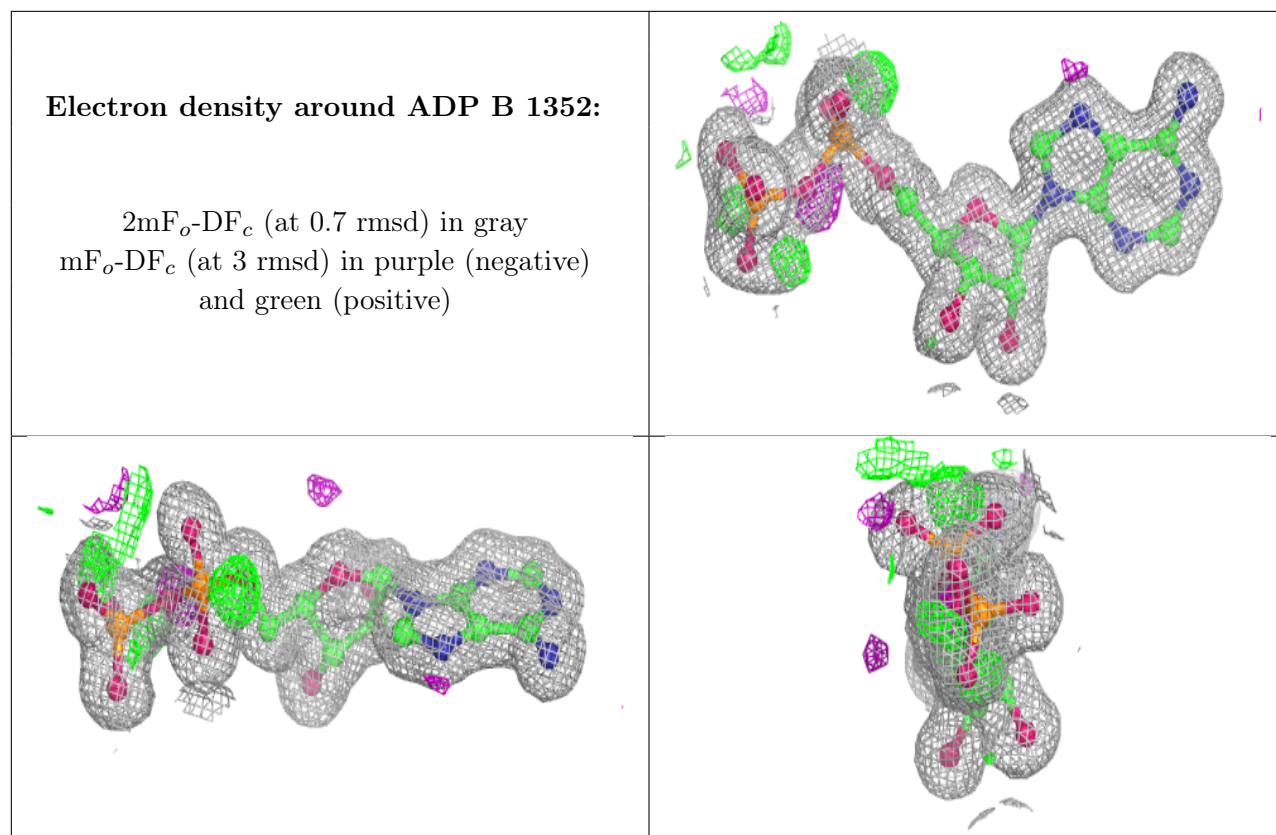 Electron density around ADP B 1352:
2mFo-DFc (at 0.7 rmsd) in gray
mFo-DFc (at 3 rmsd) in purple (negative)
and green (positive)